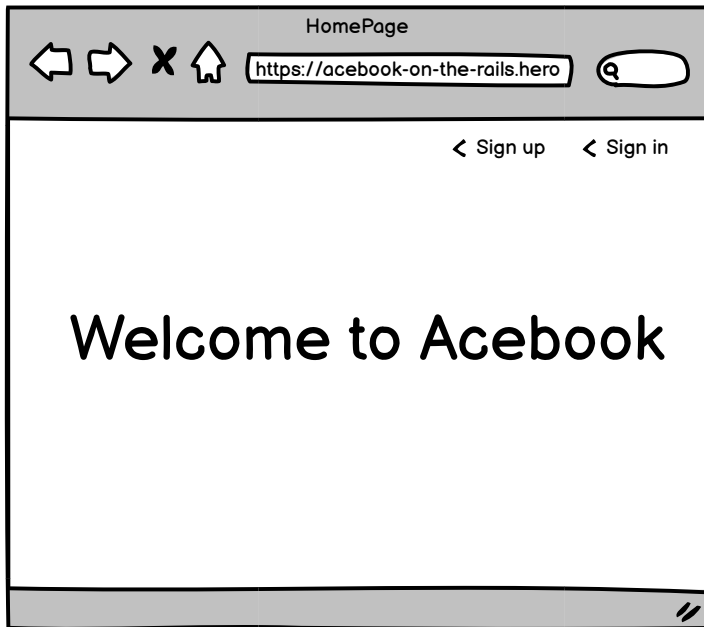 HomePage
https://acebook-on-the-rails.hero
Sign up Sign in
Welcome to Acebook